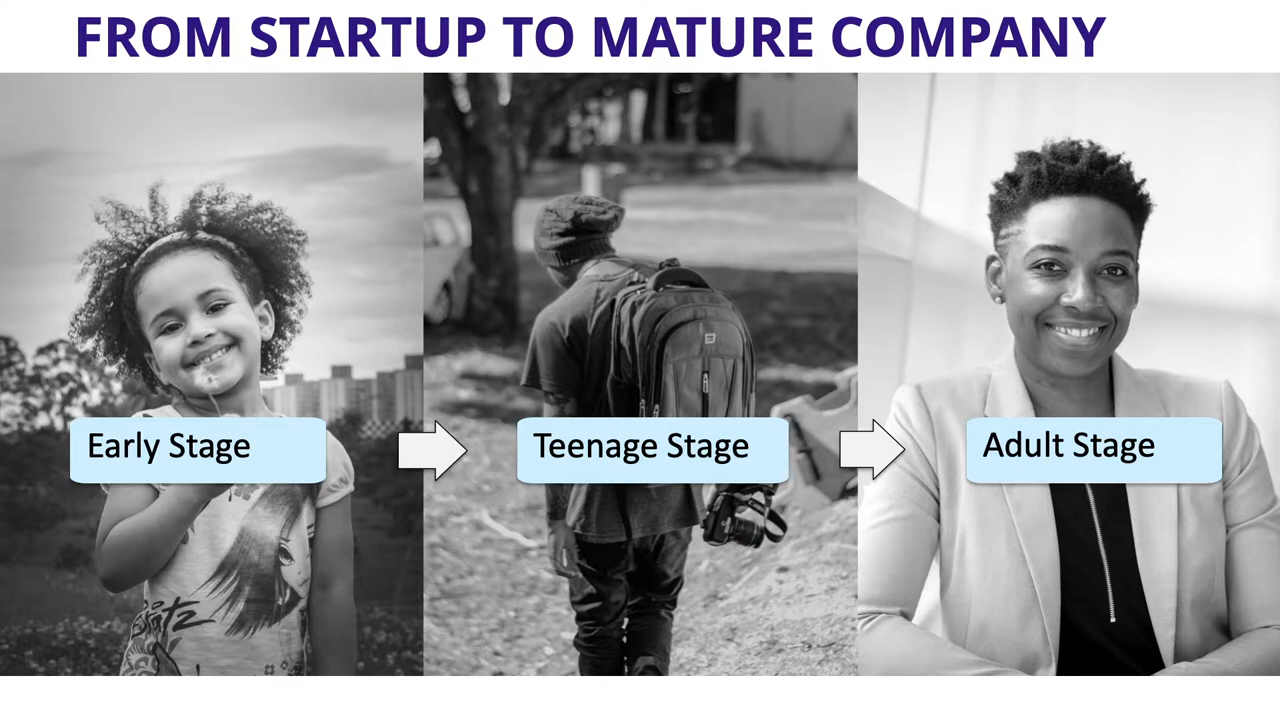 FROM STARTUP TO MATURE COMPANY
Early Stage
Teenage Stage
Adult Stage